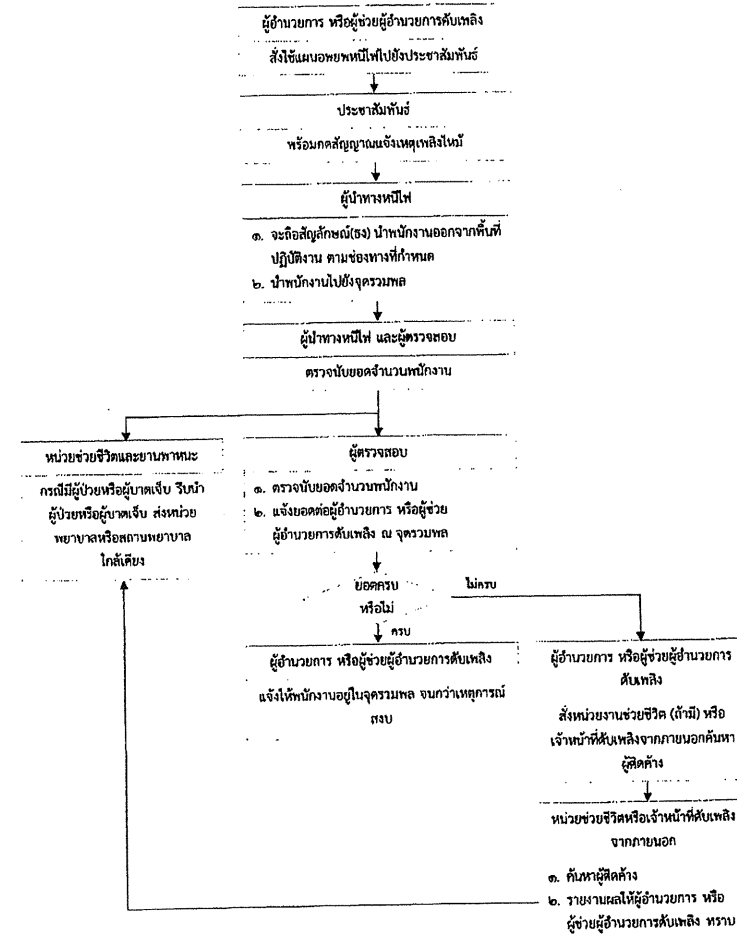 ผู้อำนวยการ หรือผู้ช่วยผู้อำนวยการดับเพลิง
สั่งใช้แผนอพยพหนีไฟไปยังประชาสัมพันธ์
ประชาสัมพันธ์
พร้อมกดสัญญาณแจ้งเหตุเพลิงไหม้
ผู้นำทางหนีไฟ
๑. จะถือสัญลักษณ์(ธง) นำพนักงานออกจากพื้นที่
ปฏิบัติงาน ตามช่องทางที่กำหนด
๒. นำพนักงานไปยังจุดรวมพล
ผู้นำทางหนีไฟ และผู้ตรวจสอบ
ตรวจนับยอดจำนวนพนักงาน
หน่วยช่วยชีวิตและยานพาหนะ
กรณีมีผู้ป่วยหรือผู้บาดเจ็บ รีบนำ
ผู้ป่วยหรือผู้บาดเจ็บ ส่งหน่วย
พยาบาลหรือสถานพยาบาล
ใกล้เคียง
ผู้ตรวจสอบ
๑. ตรวจนับยอดจำนวนพนักงาน
๒. แจ้งยอดต่อผู้อำนวยการ หรือผู้ช่วย
ผู้อำนวยการดับเพลิง ณ จุดรวมพล
ยอดครบ
หรือไม่
ไม่ครบ
ครบ
ผู้อำนวยการ หรือผู้ช่วยผู้อำนวยการดับเพลิง
แจ้งให้พนักงานอยู่ในจุดรวมพล จนกว่าเหตุการณ์
สงบ
ผู้อำนวยการ หรือผู้ช่วยผู้อำนวยการ
ดับเพลิง
สั่งหน่วยงานช่วยชีวิต (ถ้ามี) หรือ
เจ้าหน้าที่ดับเพลิงจากภายนอกค้นหา
ผู้ติดค้าง
หน่วยช่วยชีวิตหรือเจ้าหน้าที่ดับเพลิง
จากภายนอก
๑. ค้นหาผู้ติดค้าง
๒. รายงานผลให้ผู้อำนวยการ หรือ
ผู้ช่วยผู้อำนวยการดับเพลิง ทราบ